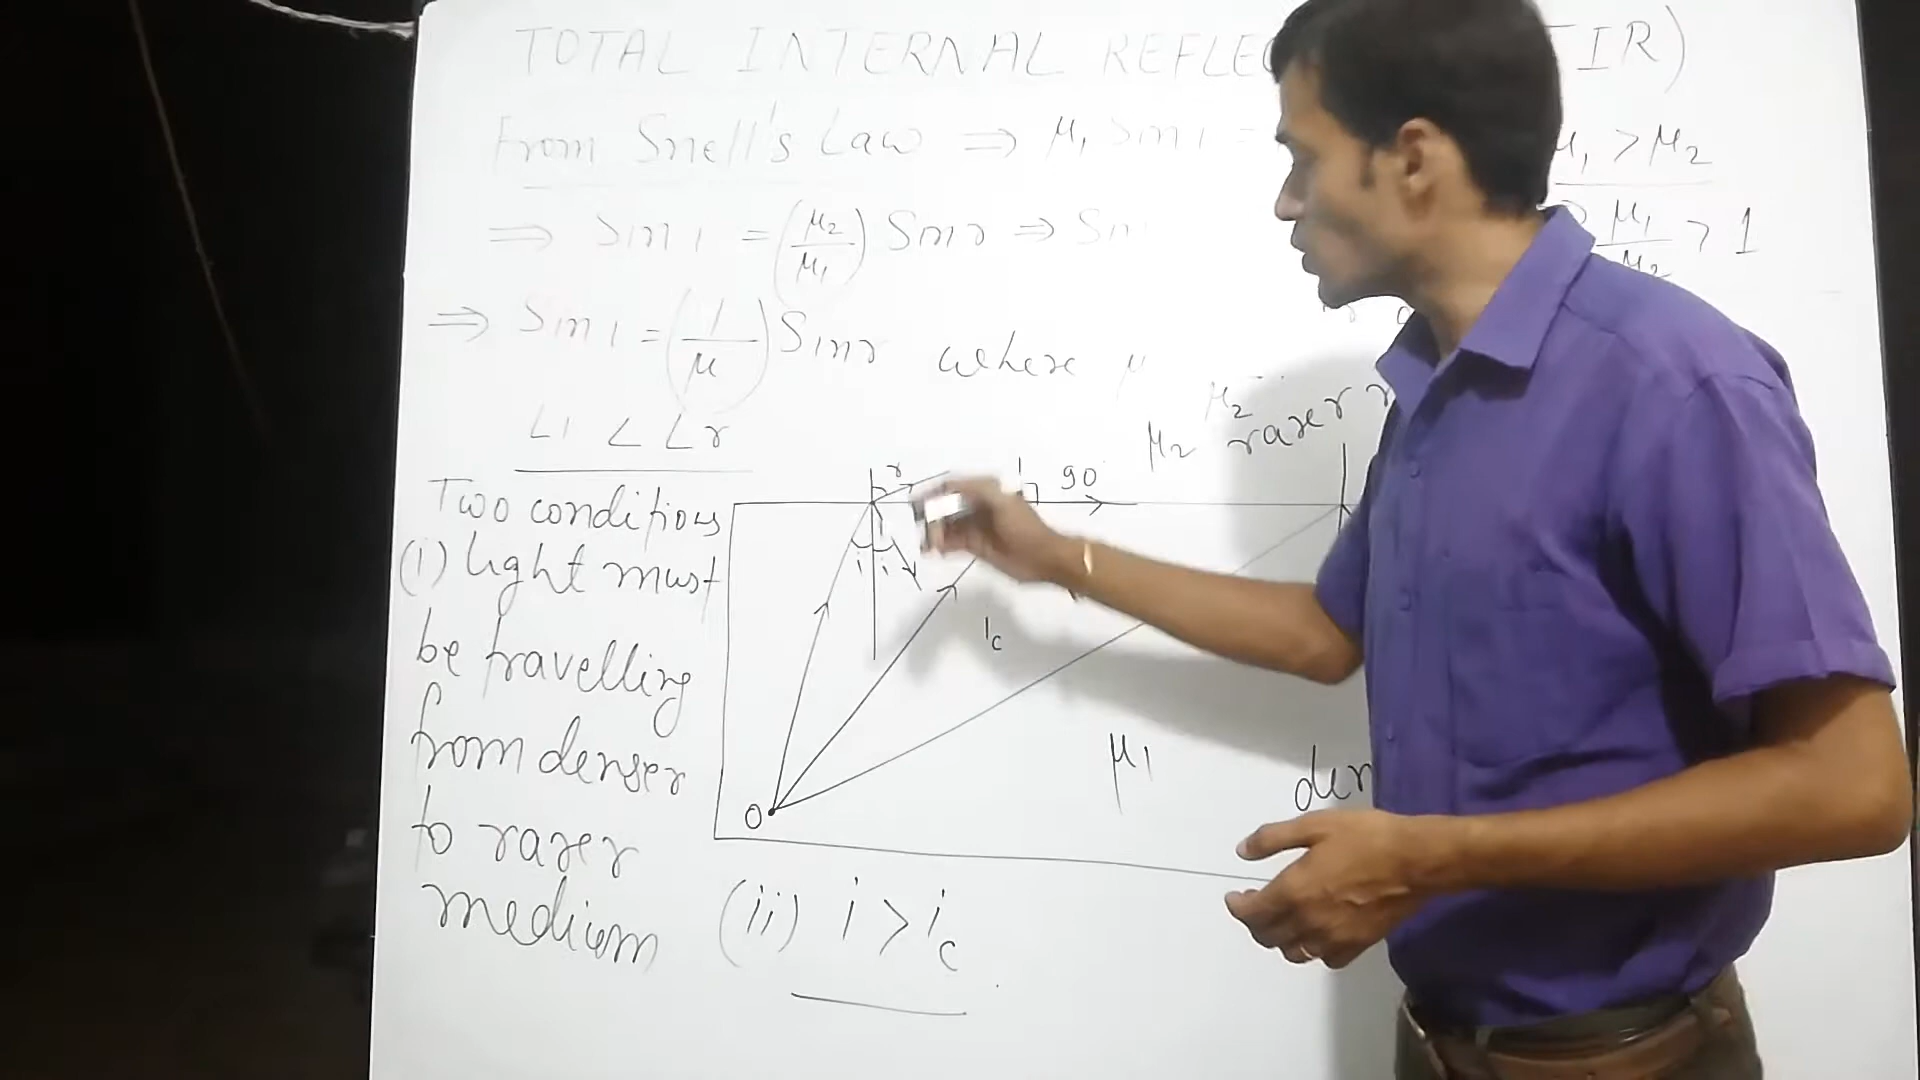 TOTAL INTERNAL REFLEC TIR)
From Snell's Law ⇒ μ₁ Sin i = μ₁ > μ₂
⇒ Sin i = (μ₂/μ₁) Sin r ⇒ Sin μ₁/μ₂ > 1
⇒ Sin i = (1/μ) Sin r where μ
∠i < ∠r
μ₂
μ₂ rarer
r 90
Two conditions
(i) light must
be travelling
from denser
to rarer
medium
i i
i c
O
μ₁ den
(ii) i > i c